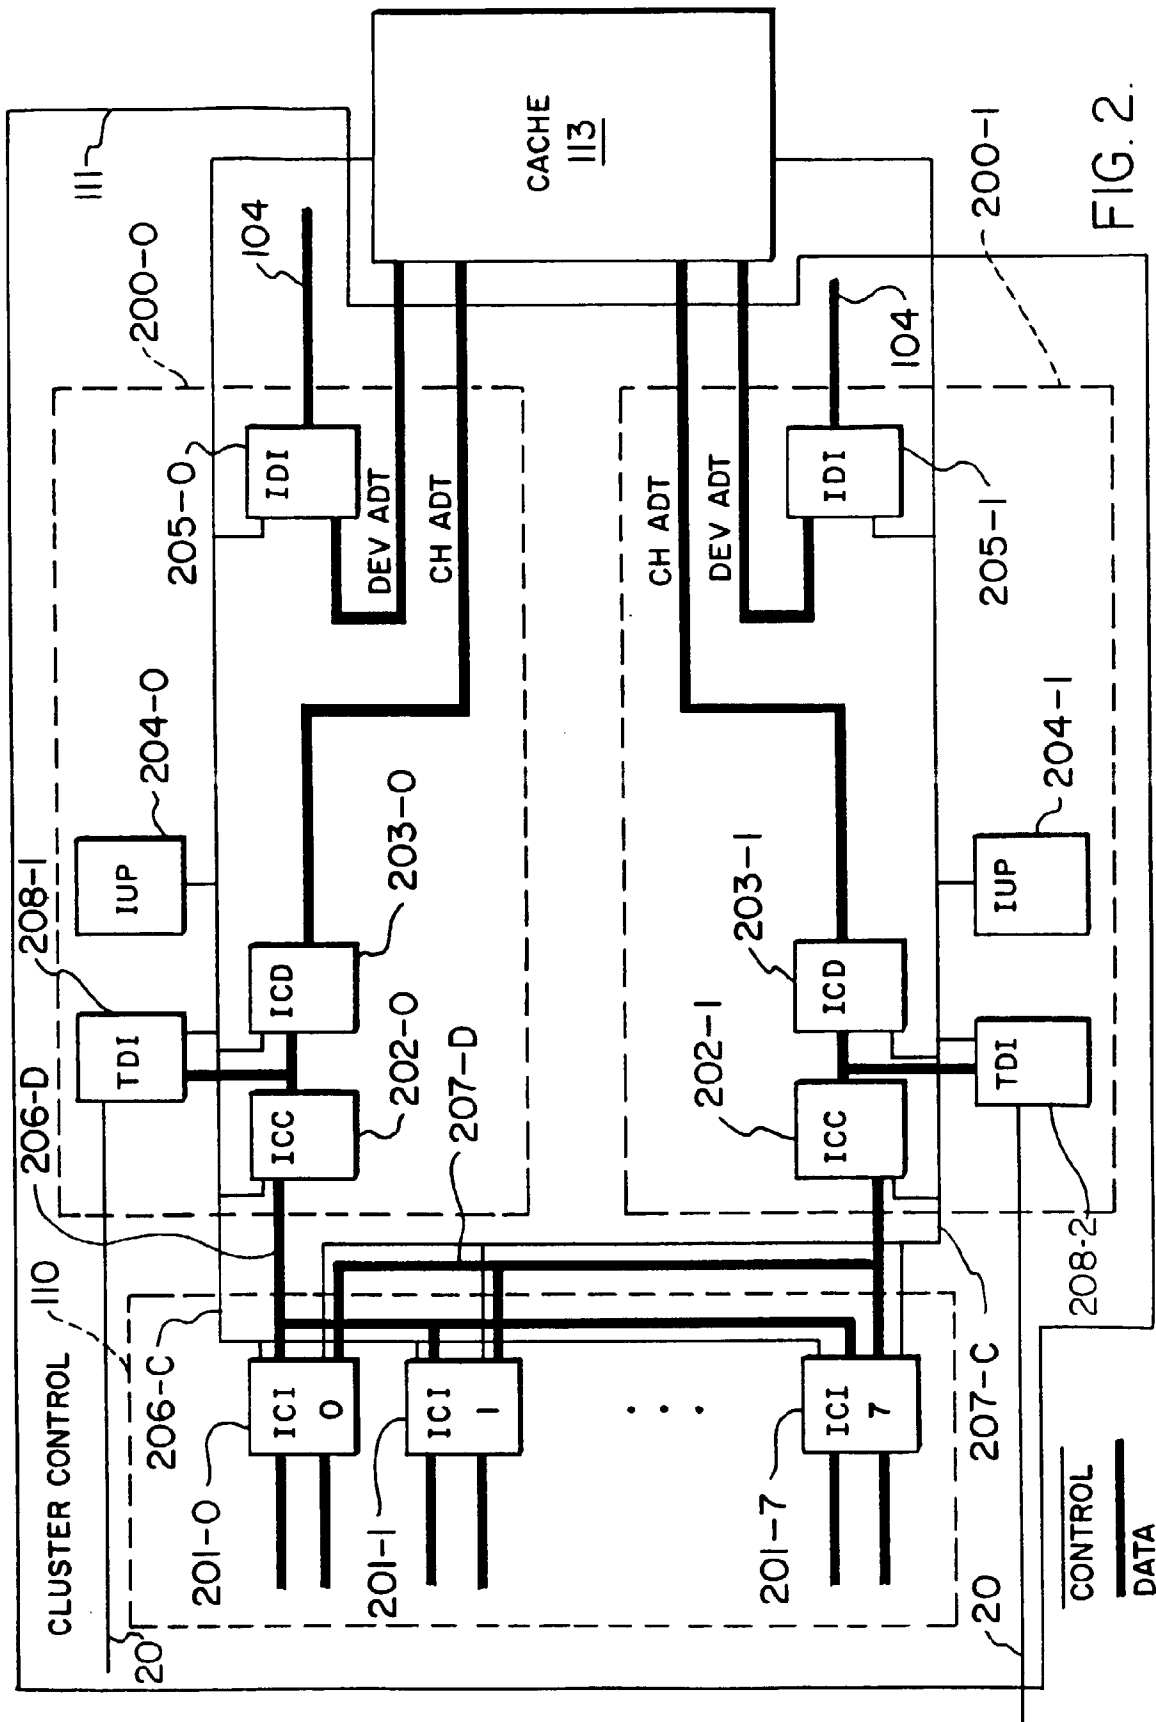 CLUSTER CONTROL
111
20
110
206-D
208-1
204-0
205-0
200-0
104
TDI
IUP
IDI
206-C
201-0
ICI
0
ICC
202-0
ICD
203-0
DEV ADT
CH ADT
CACHE
113
207-D
201-1
ICI
1
201-7
ICI
7
202-1
ICC
203-1
ICD
CH ADT
DEV ADT
IDI
104
205-1
200-1
TDI
IUP
204-1
208-2
207-C
20
CONTROL
DATA
FIG. 2.